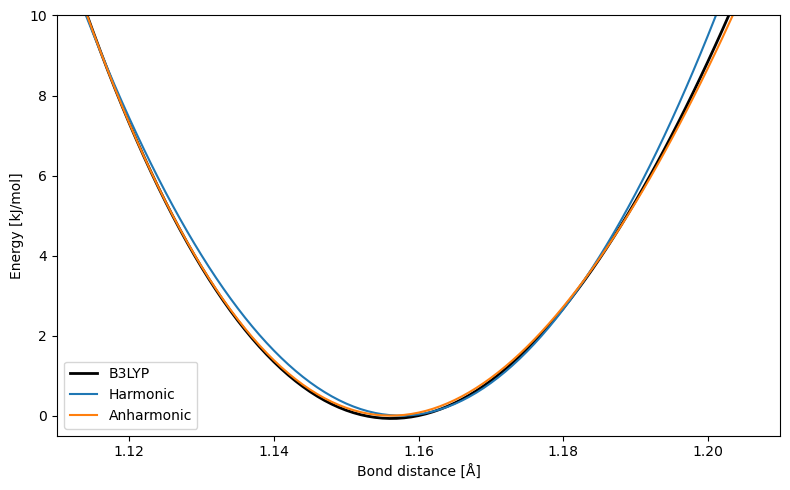 10
8
6
4
2
0
Energy [kJ/mol]
B3LYP
Harmonic
Anharmonic
1.12 1.14 1.16 1.18 1.20
Bond distance [Å]